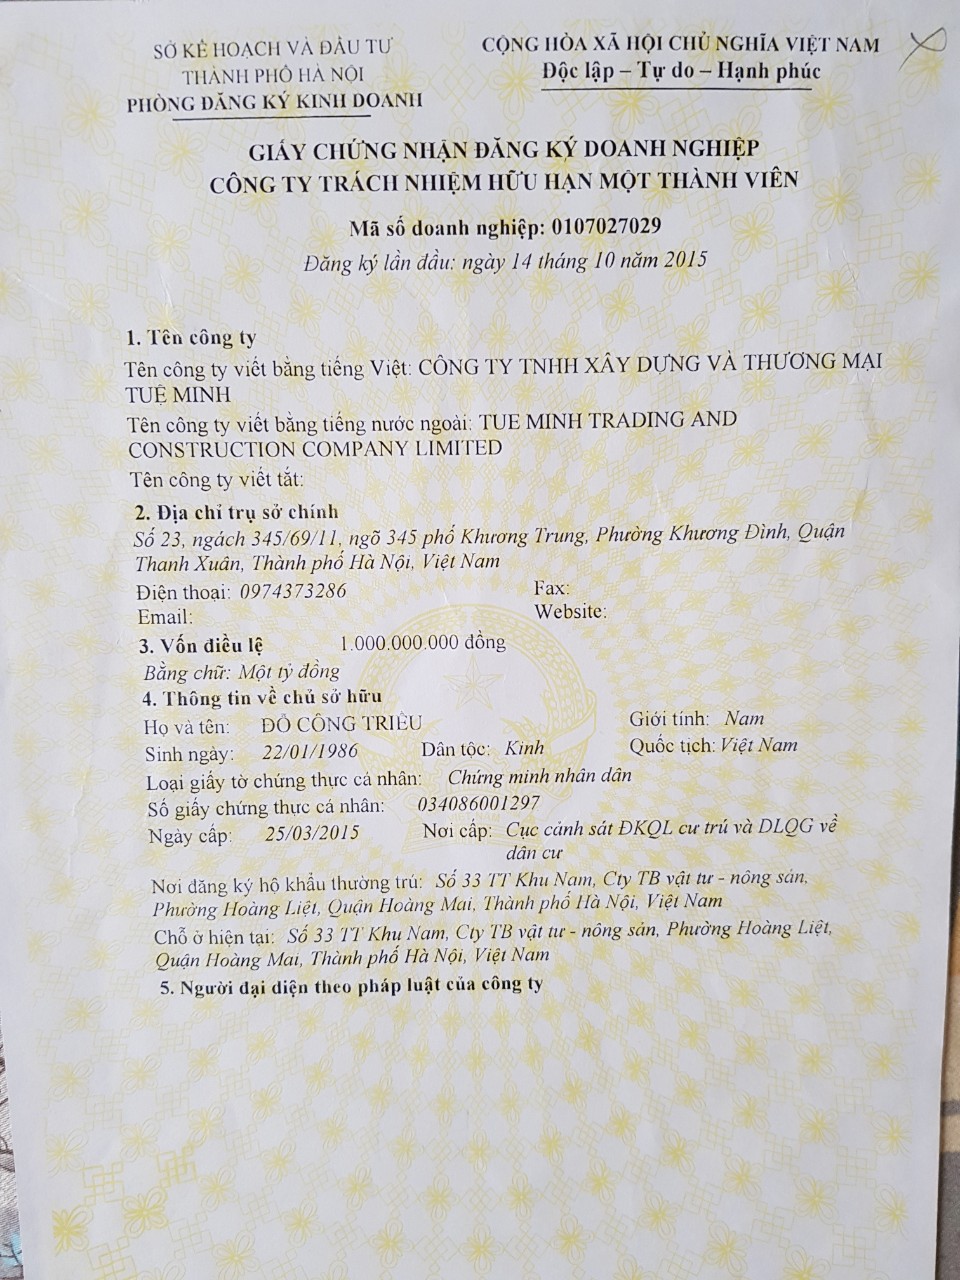 SỞ KẾ HOẠCH VÀ ĐẦU TƯ
THÀNH PHỐ HÀ NỘI
PHÒNG ĐĂNG KÝ KINH DOANH
CỘNG HÒA XÃ HỘI CHỦ NGHĨA VIỆT NAM
Độc lập – Tự do – Hạnh phúc
GIẤY CHỨNG NHẬN ĐĂNG KÝ DOANH NGHIỆP
CÔNG TY TRÁCH NHIỆM HỮU HẠN MỘT THÀNH VIÊN
Mã số doanh nghiệp: 0107027029
Đăng ký lần đầu: ngày 14 tháng 10 năm 2015
1. Tên công ty
Tên công ty viết bằng tiếng Việt: CÔNG TY TNHH XÂY DỰNG VÀ THƯƠNG MẠI
TUỆ MINH
Tên công ty viết bằng tiếng nước ngoài: TUE MINH TRADING AND
CONSTRUCTION COMPANY LIMITED
Tên công ty viết tắt:
2. Địa chỉ trụ sở chính
Số 23, ngách 345/69/11, ngõ 345 phố Khương Trung, Phường Khương Đình, Quận
Thanh Xuân, Thành phố Hà Nội, Việt Nam
Điện thoại: 0974373286 Fax:
Email: Website:
3. Vốn điều lệ 1.000.000.000 đồng
Bằng chữ: Một tỷ đồng
4. Thông tin về chủ sở hữu
Họ và tên: ĐỖ CÔNG TRIỀU Giới tính: Nam
Sinh ngày: 22/01/1986 Dân tộc: Kinh Quốc tịch: Việt Nam
Loại giấy tờ chứng thực cá nhân: Chứng minh nhân dân
Số giấy chứng thực cá nhân: 034086001297
Ngày cấp: 25/03/2015 Nơi cấp: Cục cảnh sát ĐKQL cư trú và DLQG về
dân cư
Nơi đăng ký hộ khẩu thường trú: Số 33 TT Khu Nam, Cty TB vật tư - nông sản,
Phường Hoàng Liệt, Quận Hoàng Mai, Thành phố Hà Nội, Việt Nam
Chỗ ở hiện tại: Số 33 TT Khu Nam, Cty TB vật tư - nông sản, Phường Hoàng Liệt,
Quận Hoàng Mai, Thành phố Hà Nội, Việt Nam
5. Người đại diện theo pháp luật của công ty